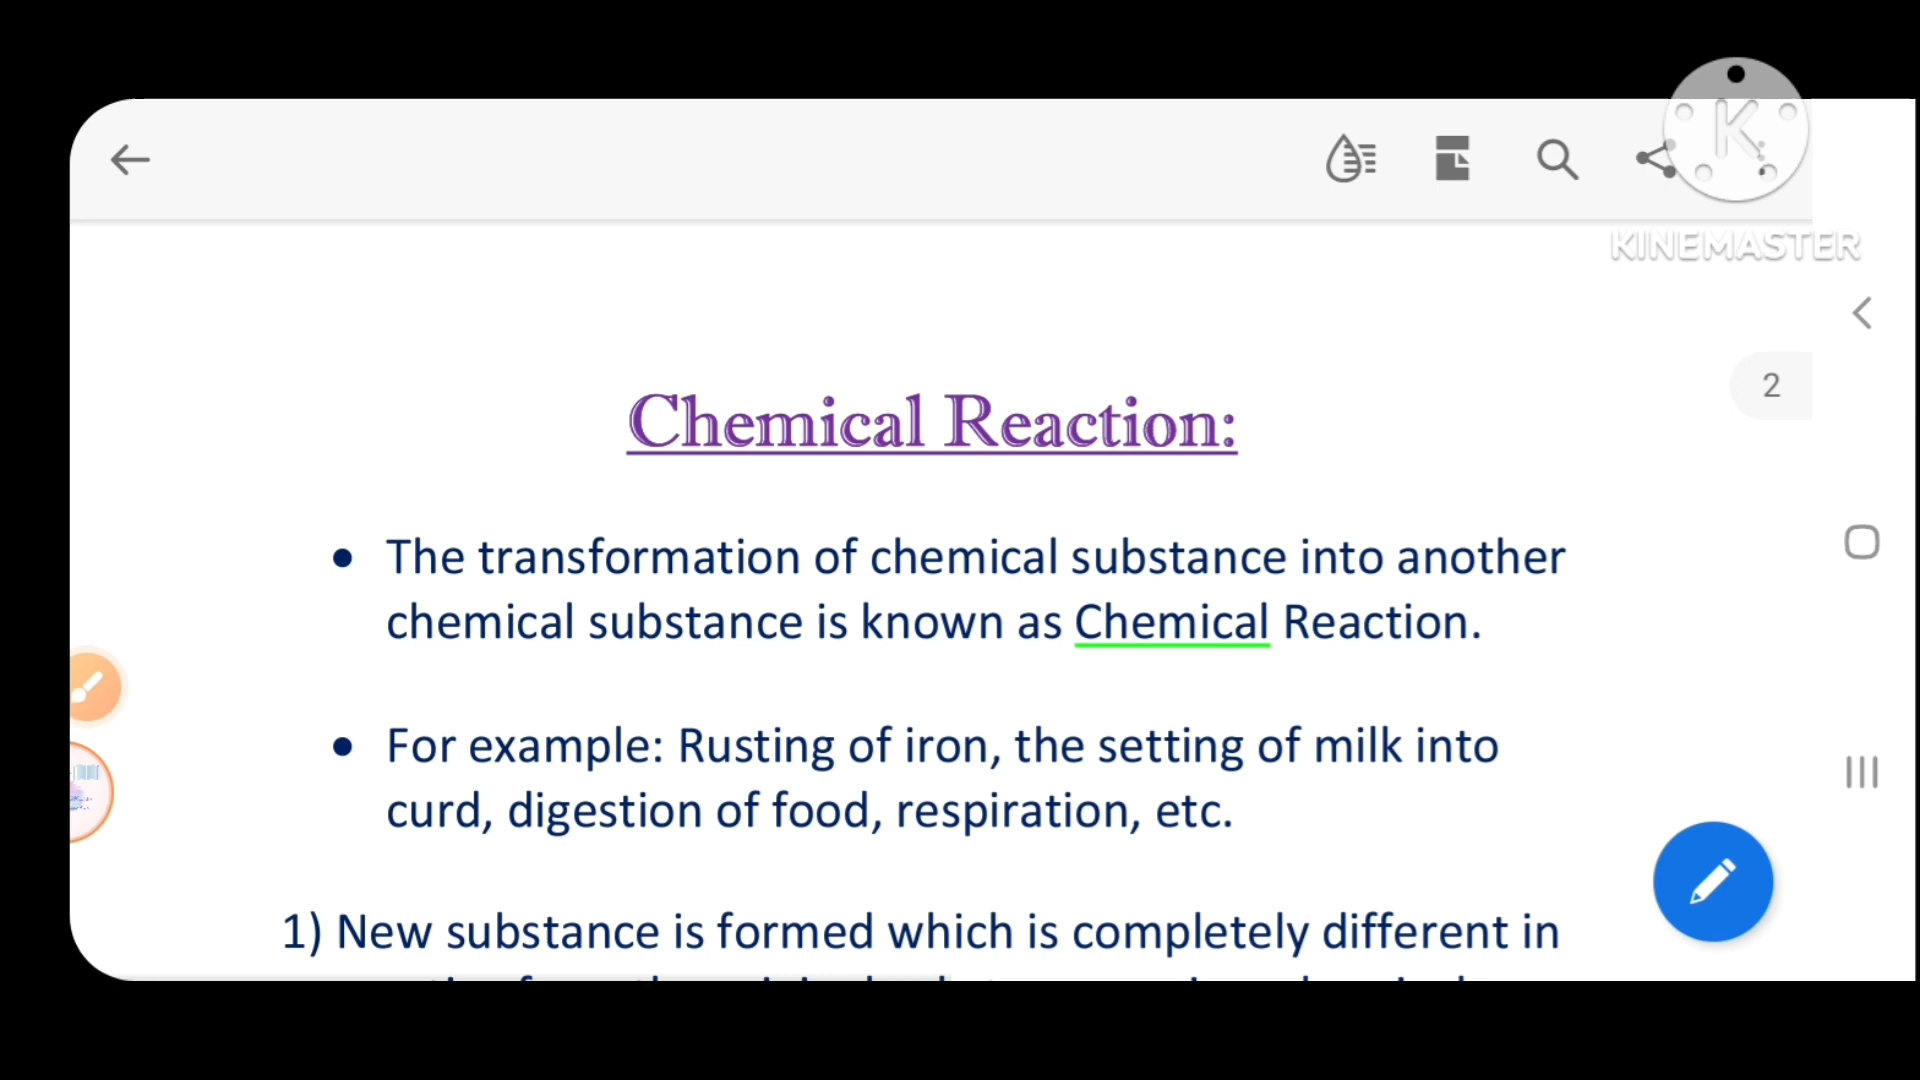 K
KINEMASTER
2
Chemical Reaction:
• The transformation of chemical substance into another
chemical substance is known as Chemical Reaction.
• For example: Rusting of iron, the setting of milk into
curd, digestion of food, respiration, etc.
1) New substance is formed which is completely different in